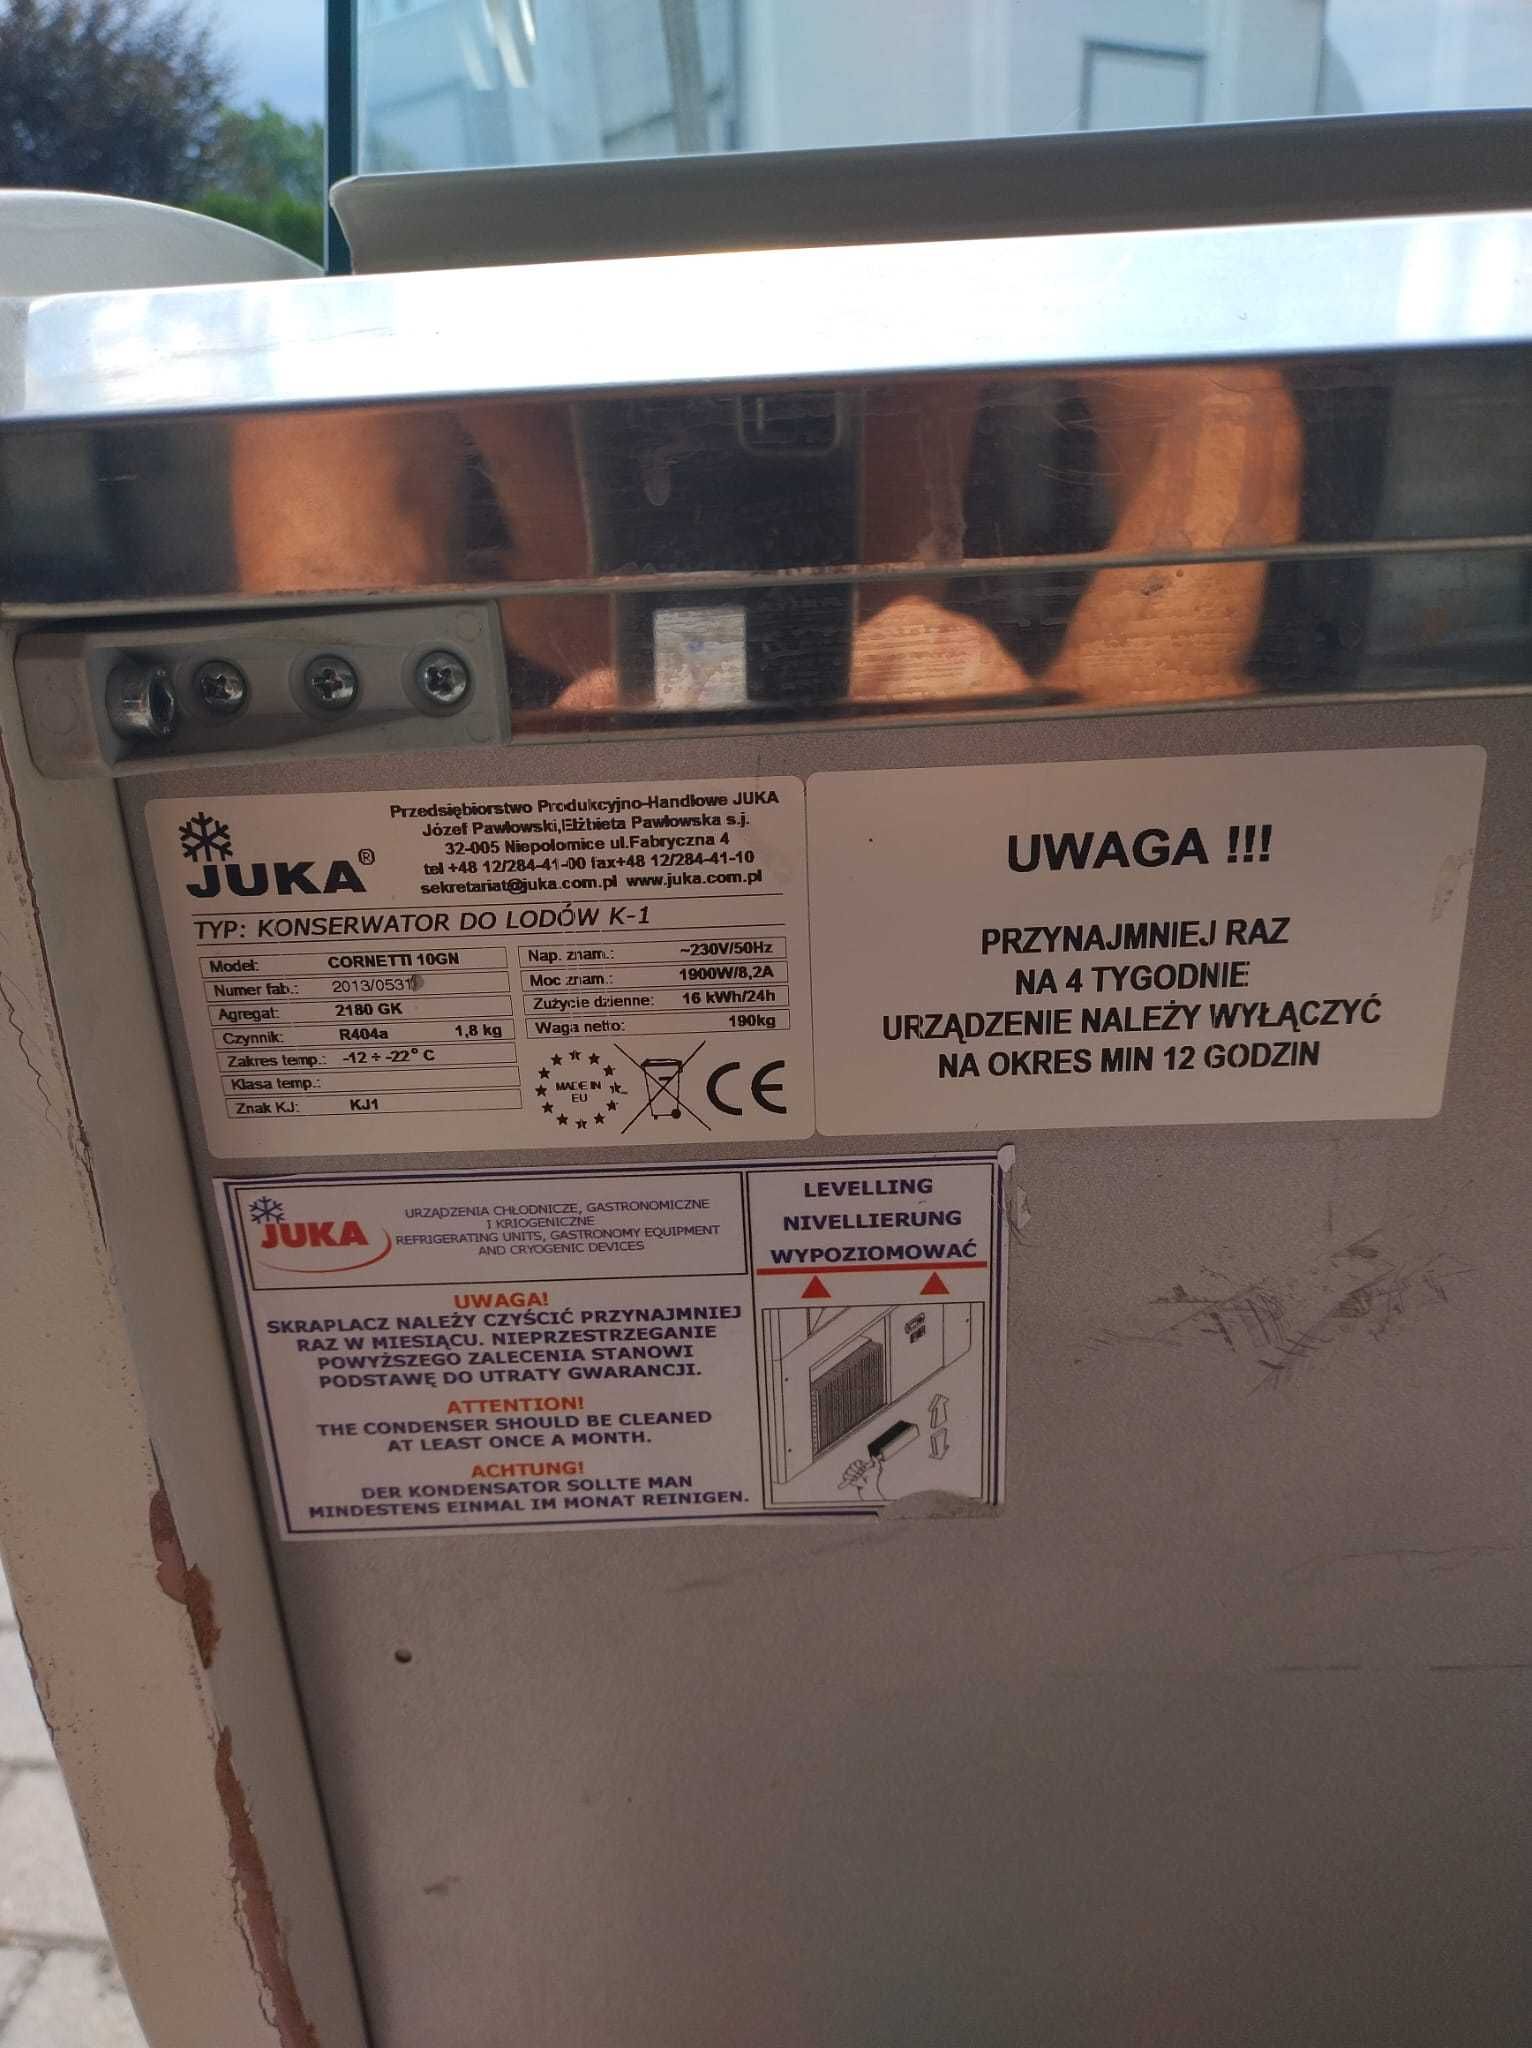 JUKA®
Przedsiębiorstwo Produkcyjno-Handlowe JUKA
Józef Pawłowski,Elżbieta Pawłowska s.j.
32-005 Niepołomice ul.Fabryczna 4
tel +48 12/284-41-00 fax+48 12/284-41-10
sekretariat@juka.com.pl www.juka.com.pl
TYP: KONSERWATOR DO LODÓW K-1
Model: CORNETTI 10GN
Numer fab.: 2013/0531
Agregat: 2180 GK
Czynnik: R404a 1,8 kg
Zakres temp.: -12 ÷ -22° C
Klasa temp.:
Znak KJ: KJ1
Nap. znam.: ~230V/50Hz
Moc znam.: 1900W/8,2A
Zużycie dzienne: 16 kWh/24h
Waga netto: 190kg
MADE IN
EU
CE
UWAGA !!!
PRZYNAJMNIEJ RAZ
NA 4 TYGODNIE
URZĄDZENIE NALEŻY WYŁĄCZYĆ
NA OKRES MIN 12 GODZIN
JUKA
URZĄDZENIA CHŁODNICZE, GASTRONOMICZNE
I KRIOGENICZNE
REFRIGERATING UNITS, GASTRONOMY EQUIPMENT
AND CRYOGENIC DEVICES
UWAGA!
SKRAPLACZ NALEŻY CZYŚCIĆ PRZYNAJMNIEJ
RAZ W MIESIĄCU. NIEPRZESTRZEGANIE
POWYŻSZEGO ZALECENIA STANOWI
PODSTAWĘ DO UTRATY GWARANCJI.
ATTENTION!
THE CONDENSER SHOULD BE CLEANED
AT LEAST ONCE A MONTH.
ACHTUNG!
DER KONDENSATOR SOLLTE MAN
MINDESTENS EINMAL IM MONAT REINIGEN.
LEVELLING
NIVELLIERUNG
WYPOZIOMOWAĆ